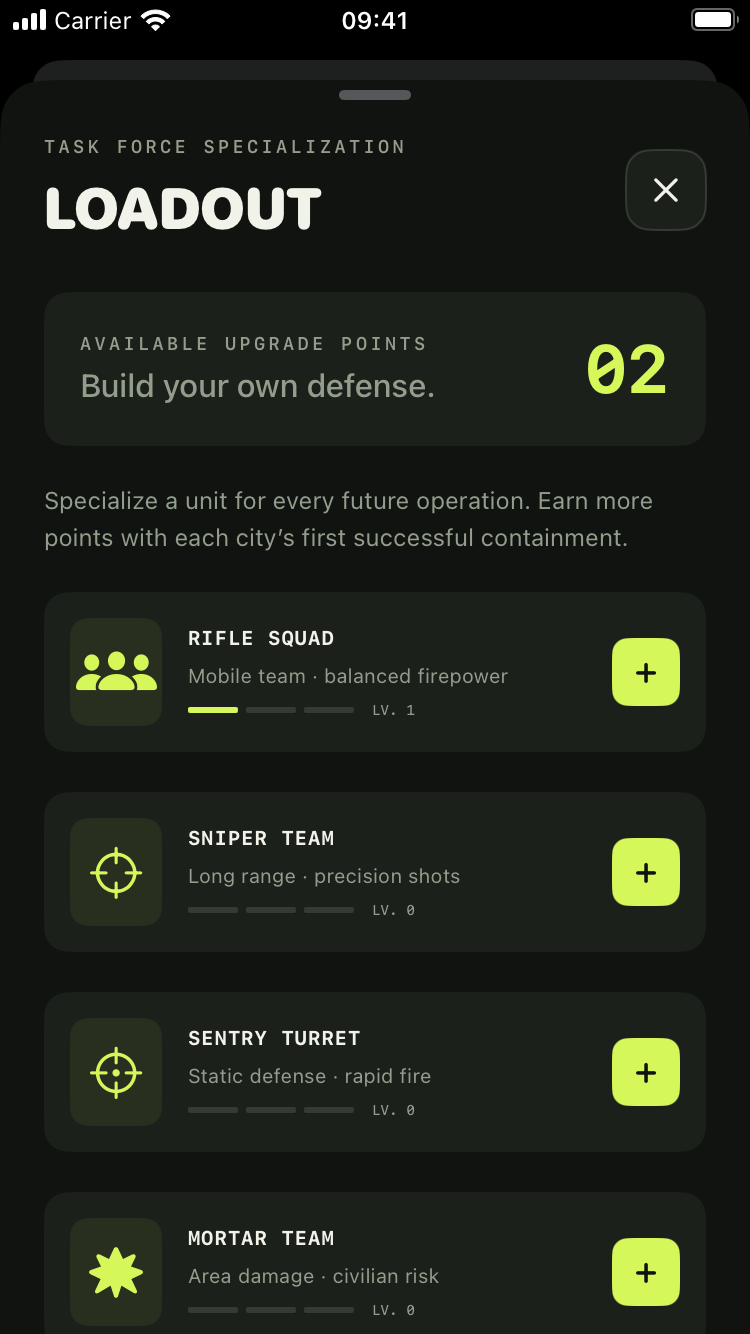 Carrier 09:41
TASK FORCE SPECIALIZATION
LOADOUT
AVAILABLE UPGRADE POINTS
Build your own defense.
02
Specialize a unit for every future operation. Earn more
points with each city’s first successful containment.
RIFLE SQUAD
Mobile team · balanced firepower
LV. 1
SNIPER TEAM
Long range · precision shots
LV. 0
SENTRY TURRET
Static defense · rapid fire
LV. 0
MORTAR TEAM
Area damage · civilian risk
LV. 0